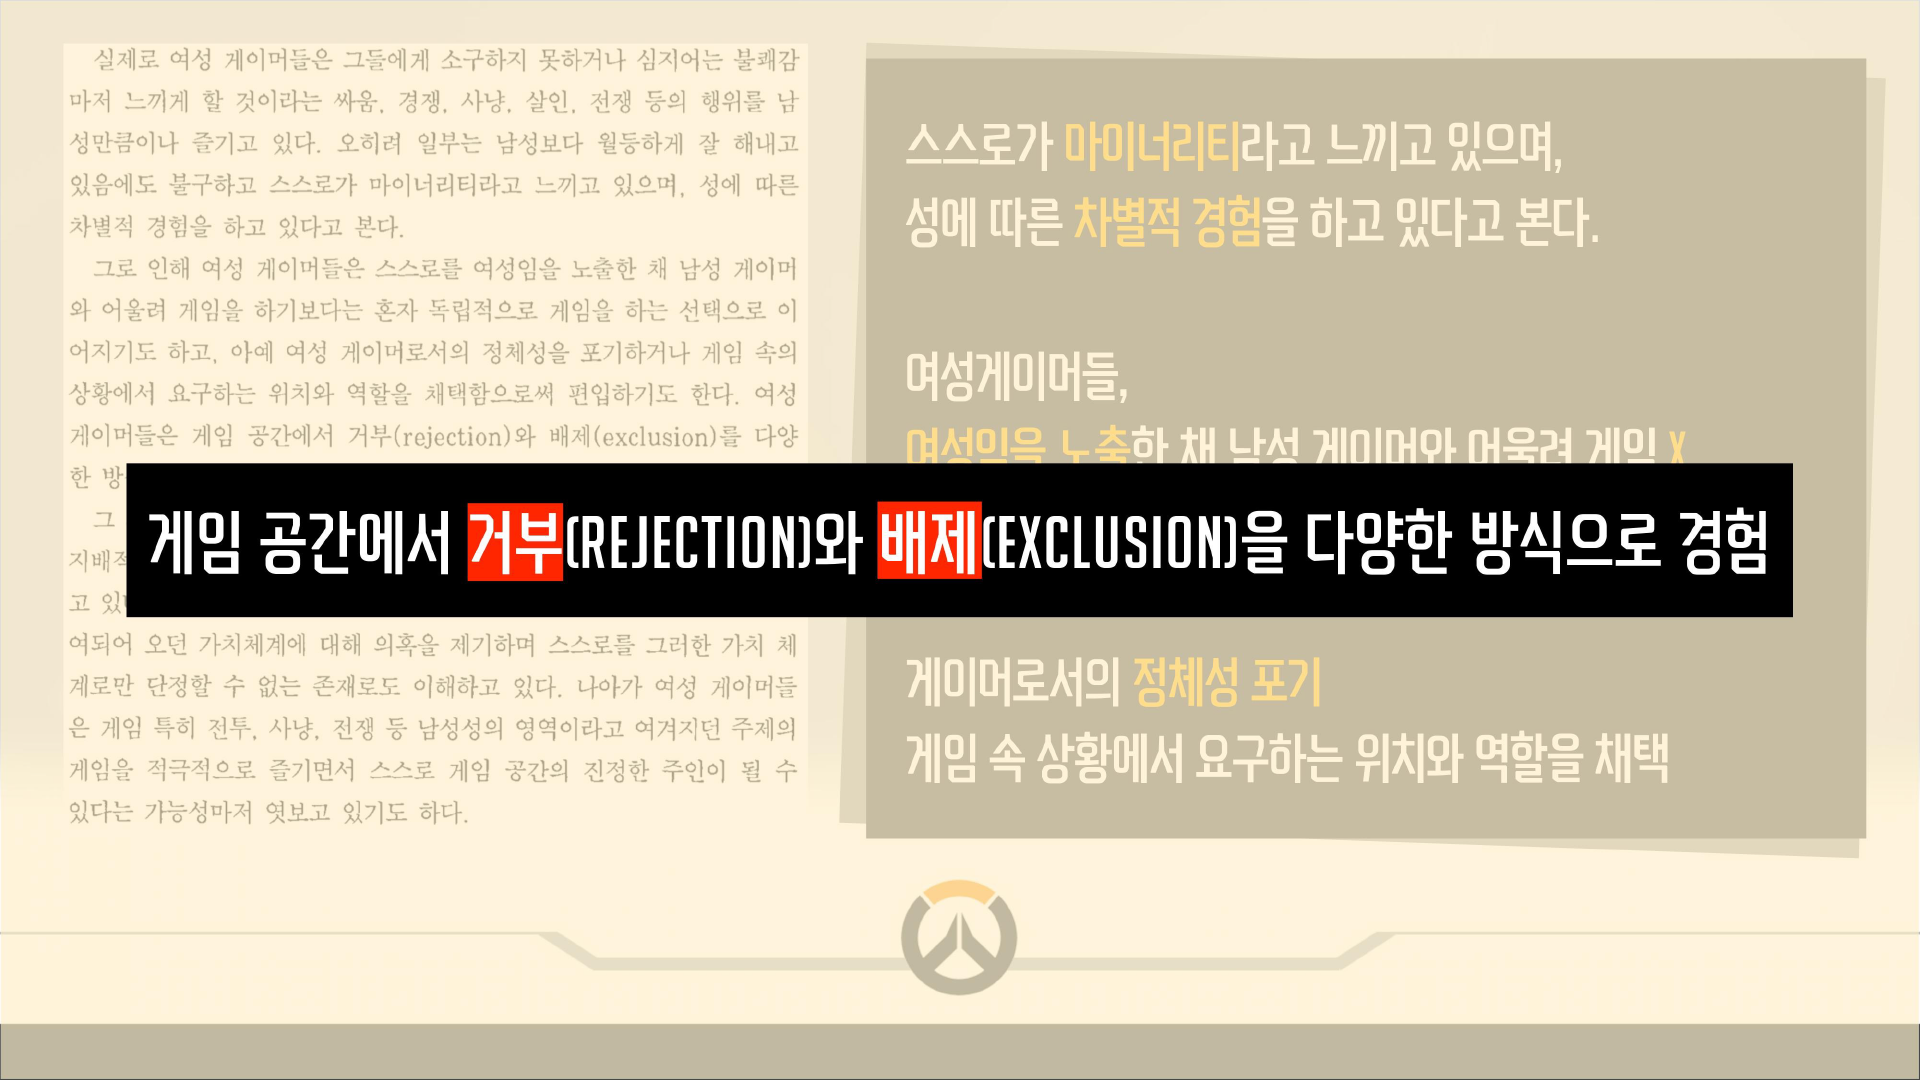 실제로 여성 게이머들은 그들에게 소구하지 못하거나 심지어는 불쾌감
마저 느끼게 할 것이라는 싸움, 경쟁, 사냥, 살인, 전쟁 등의 행위를 남
성만큼이나 즐기고 있다. 오히려 일부는 남성보다 월등하게 잘 해내고
있음에도 불구하고 스스로가 마이너리티라고 느끼고 있으며, 성에 따른
차별적 경험을 하고 있다고 본다.
그로 인해 여성 게이머들은 스스로를 여성임을 노출한 채 남성 게이머
와 어울려 게임을 하기보다는 혼자 독립적으로 게임을 하는 선택으로 이
어지기도 하고, 아예 여성 게이머로서의 정체성을 포기하거나 게임 속의
상황에서 요구하는 위치와 역할을 채택함으로써 편입하기도 한다. 여성
게이머들은 게임 공간에서 거부(rejection)와 배제(exclusion)를 다양
한 방
그
지배적
고 있
여되어 오던 가치체계에 대해 의혹을 제기하며 스스로를 그러한 가치 체
계로만 단정할 수 없는 존재로도 이해하고 있다. 나아가 여성 게이머들
은 게임 특히 전투, 사냥, 전쟁 등 남성성의 영역이라고 여겨지던 주제의
게임을 적극적으로 즐기면서 스스로 게임 공간의 진정한 주인이 될 수
있다는 가능성마저 엿보고 있기도 하다.
스스로가 마이너리티라고 느끼고 있으며,
성에 따른 차별적 경험을 하고 있다고 본다.
여성게이머들,
여성임을 노출한 채 남성 게이머와 어울려 게임 X
게임 공간에서 거부(REJECTION)와 배제(EXCLUSION)을 다양한 방식으로 경험
게이머로서의 정체성 포기
게임 속 상황에서 요구하는 위치와 역할을 채택